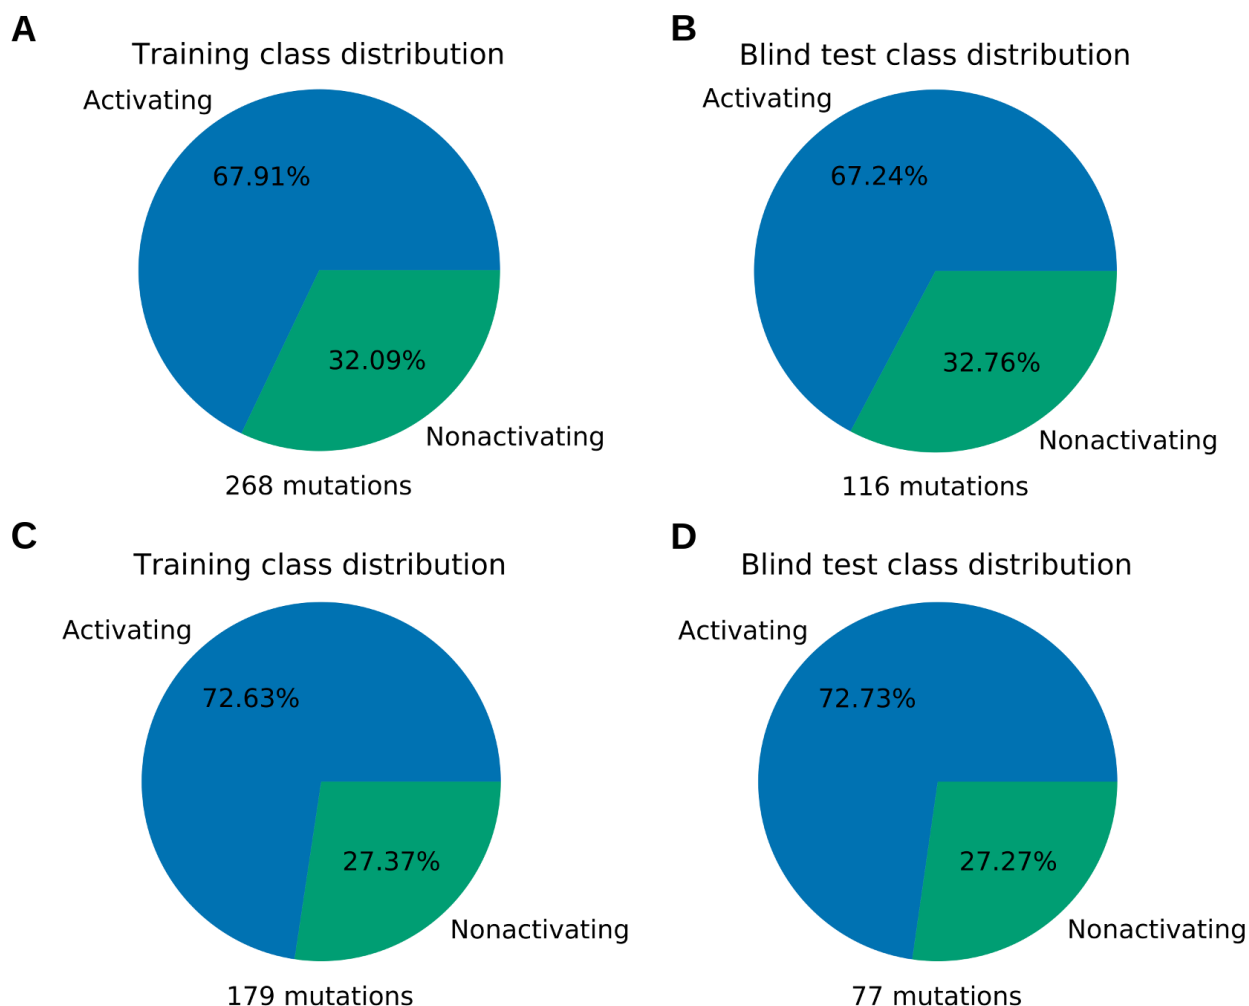 A
Training class distribution
Activating
67.91%
32.09%
Nonactivating
268 mutations
B
Blind test class distribution
Activating
67.24%
32.76%
Nonactivating
116 mutations
C
Training class distribution
Activating
72.63%
27.37%
Nonactivating
179 mutations
D
Blind test class distribution
Activating
72.73%
27.27%
Nonactivating
77 mutations